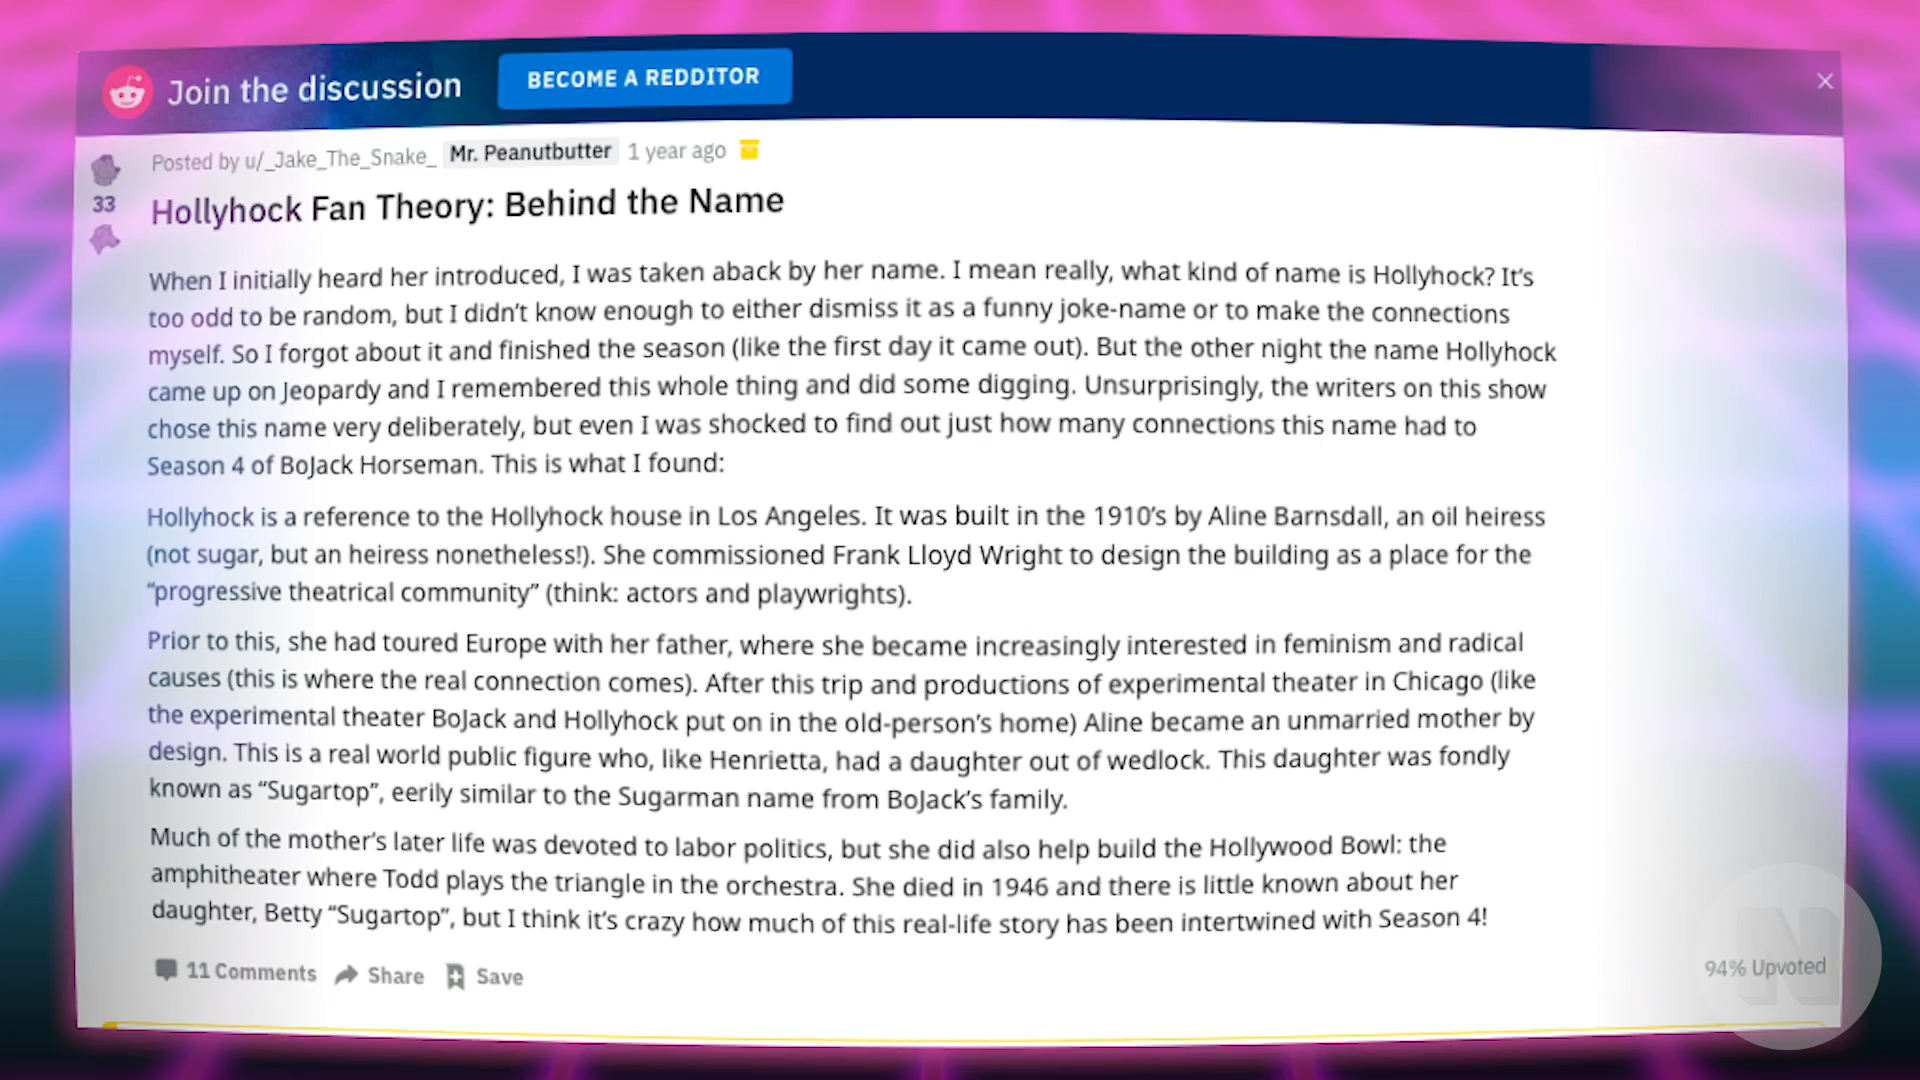 Join the discussion
BECOME A REDDITOR
Posted by u/_Jake_The_Snake_ Mr. Peanutbutter 1 year ago
33
Hollyhock Fan Theory: Behind the Name
When I initially heard her introduced, I was taken aback by her name. I mean really, what kind of name is Hollyhock? It's
too odd to be random, but I didn't know enough to either dismiss it as a funny joke-name or to make the connections
myself. So I forgot about it and finished the season (like the first day it came out). But the other night the name Hollyhock
came up on Jeopardy and I remembered this whole thing and did some digging. Unsurprisingly, the writers on this show
chose this name very deliberately, but even I was shocked to find out just how many connections this name had to
Season 4 of BoJack Horseman. This is what I found:
Hollyhock is a reference to the Hollyhock house in Los Angeles. It was built in the 1910's by Aline Barnsdall, an oil heiress
(not sugar, but an heiress nonetheless!). She commissioned Frank Lloyd Wright to design the building as a place for the
“progressive theatrical community” (think: actors and playwrights).
Prior to this, she had toured Europe with her father, where she became increasingly interested in feminism and radical
causes (this is where the real connection comes). After this trip and productions of experimental theater in Chicago (like
the experimental theater BoJack and Hollyhock put on in the old-person's home) Aline became an unmarried mother by
design. This is a real world public figure who, like Henrietta, had a daughter out of wedlock. This daughter was fondly
known as “Sugartop”, eerily similar to the Sugarman name from BoJack's family.
Much of the mother's later life was devoted to labor politics, but she did also help build the Hollywood Bowl: the
amphitheater where Todd plays the triangle in the orchestra. She died in 1946 and there is little known about her
daughter, Betty “Sugartop”, but I think it's crazy how much of this real-life story has been intertwined with Season 4!
11 Comments Share Save
94% Upvoted
N